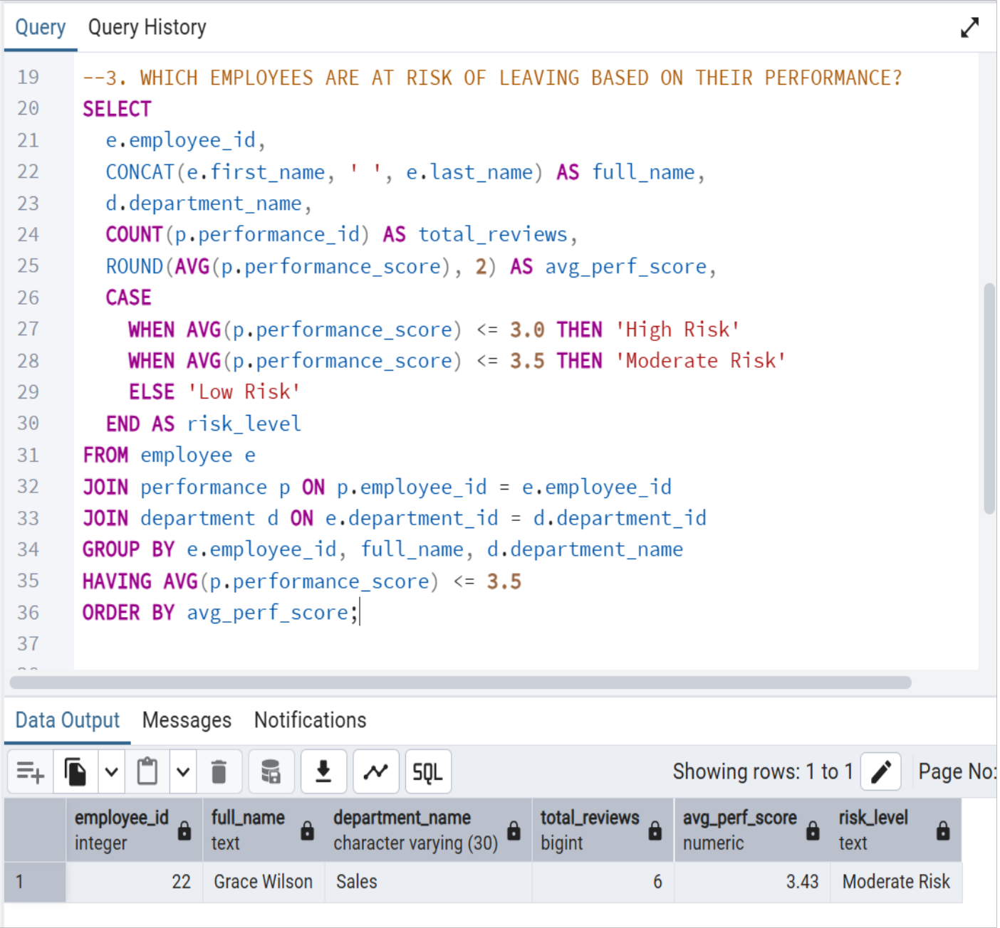 Query Query History
19 --3. WHICH EMPLOYEES ARE AT RISK OF LEAVING BASED ON THEIR PERFORMANCE?
20 SELECT
21 e.employee_id,
22 CONCAT(e.first_name, ' ', e.last_name) AS full_name,
23 d.department_name,
24 COUNT(p.performance_id) AS total_reviews,
25 ROUND(AVG(p.performance_score), 2) AS avg_perf_score,
26 CASE
27 WHEN AVG(p.performance_score) <= 3.0 THEN 'High Risk'
28 WHEN AVG(p.performance_score) <= 3.5 THEN 'Moderate Risk'
29 ELSE 'Low Risk'
30 END AS risk_level
31 FROM employee e
32 JOIN performance p ON p.employee_id = e.employee_id
33 JOIN department d ON e.department_id = d.department_id
34 GROUP BY e.employee_id, full_name, d.department_name
35 HAVING AVG(p.performance_score) <= 3.5
36 ORDER BY avg_perf_score;
37
Data Output Messages Notifications
SQL Showing rows: 1 to 1 Page No:
employee_id full_name department_name total_reviews avg_perf_score risk_level
integer text character varying (30) bigint numeric text
1 22 Grace Wilson Sales 6 3.43 Moderate Risk